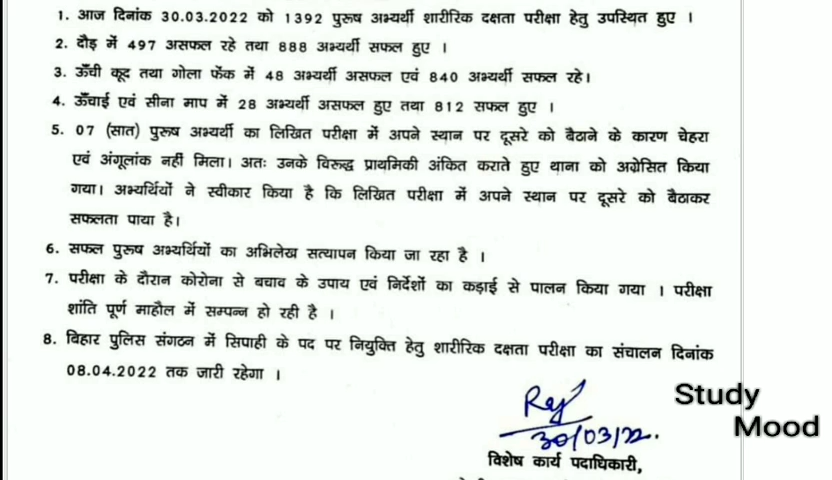 1. आज दिनांक 30.03.2022 को 1392 पुरूष अभ्यर्थी शारीरिक दक्षता परीक्षा हेतु उपस्थित हुए ।
2. दौड़ में 497 असफल रहे तथा 888 अभ्यर्थी सफल हुए ।
3. ऊँची कूद तथा गोला फेंक में 48 अभ्यर्थी असफल एवं 840 अभ्यर्थी सफल रहे।
4. ऊँचाई एवं सीना माप में 28 अभ्यर्थी असफल हुए तथा 812 सफल हुए ।
5. 07 (सात) पुरूष अभ्यर्थी का लिखित परीक्षा में अपने स्थान पर दूसरे को बैठाने के कारण चेहरा
एवं अंगूलांक नहीं मिला। अतः उनके विरूद्ध प्राथमिकी अंकित कराते हुए थाना को अग्रेसित किया
गया। अभ्यर्थियों ने स्वीकार किया है कि लिखित परीक्षा में अपने स्थान पर दूसरे को बैठाकर
सफलता पाया है।
6. सफल पुरूष अभ्यर्थियों का अभिलेख सत्यापन किया जा रहा है ।
7. परीक्षा के दौरान कोरोना से बचाव के उपाय एवं निर्देशों का कड़ाई से पालन किया गया । परीक्षा
शांति पूर्ण माहौल में सम्पन्न हो रही है ।
8. बिहार पुलिस संगठन में सिपाही के पद पर नियुक्ति हेतु शारीरिक दक्षता परीक्षा का संचालन दिनांक
08.04.2022 तक जारी रहेगा ।
30/03/22.
विशेष कार्य पदाधिकारी,
Study
Mood